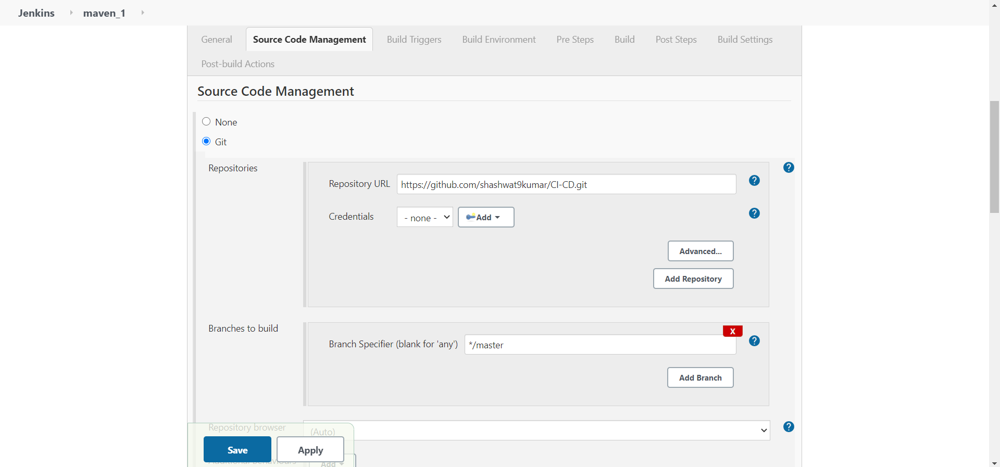 Jenkins maven_1
General Source Code Management Build Triggers Build Environment Pre Steps Build Post Steps Build Settings
Post-build Actions
Source Code Management
None
Git
Repositories
?
Repository URL https://github.com/shashwat9kumar/CI-CD.git ?
Credentials - none - Add ?
Advanced...
Add Repository
Branches to build
X
Branch Specifier (blank for 'any') */master ?
Add Branch
Repository browser (Auto) ?
Save Apply
Additional Behaviours Add